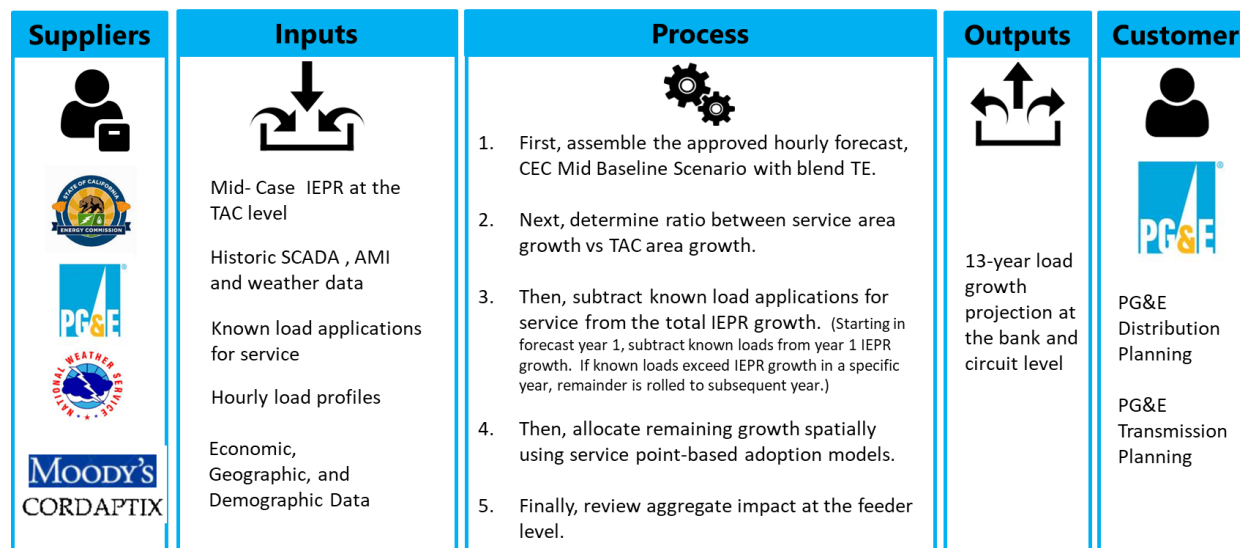 Suppliers
STATE OF CALIFORNIA
ENERGY COMMISSION
PG&E
®
NATIONAL WEATHER SERVICE
MOODY'S
CORDAPTIX
Inputs
Mid- Case IEPR at the
TAC level
Historic SCADA , AMI
and weather data
Known load applications
for service
Hourly load profiles
Economic,
Geographic, and
Demographic Data
Process
1. First, assemble the approved hourly forecast,
CEC Mid Baseline Scenario with blend TE.
2. Next, determine ratio between service area
growth vs TAC area growth.
3. Then, subtract known load applications for
service from the total IEPR growth. (Starting in
forecast year 1, subtract known loads from year 1 IEPR
growth. If known loads exceed IEPR growth in a specific
year, remainder is rolled to subsequent year.)
4. Then, allocate remaining growth spatially
using service point-based adoption models.
5. Finally, review aggregate impact at the feeder
level.
Outputs
13-year load
growth
projection at
the bank and
circuit level
Customer
PG&E
®
PG&E
Distribution
Planning
PG&E
Transmission
Planning